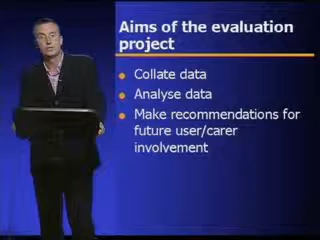 Aims of the evaluation
project
Collate data
Analyse data
Make recommendations for
future user/carer
involvement